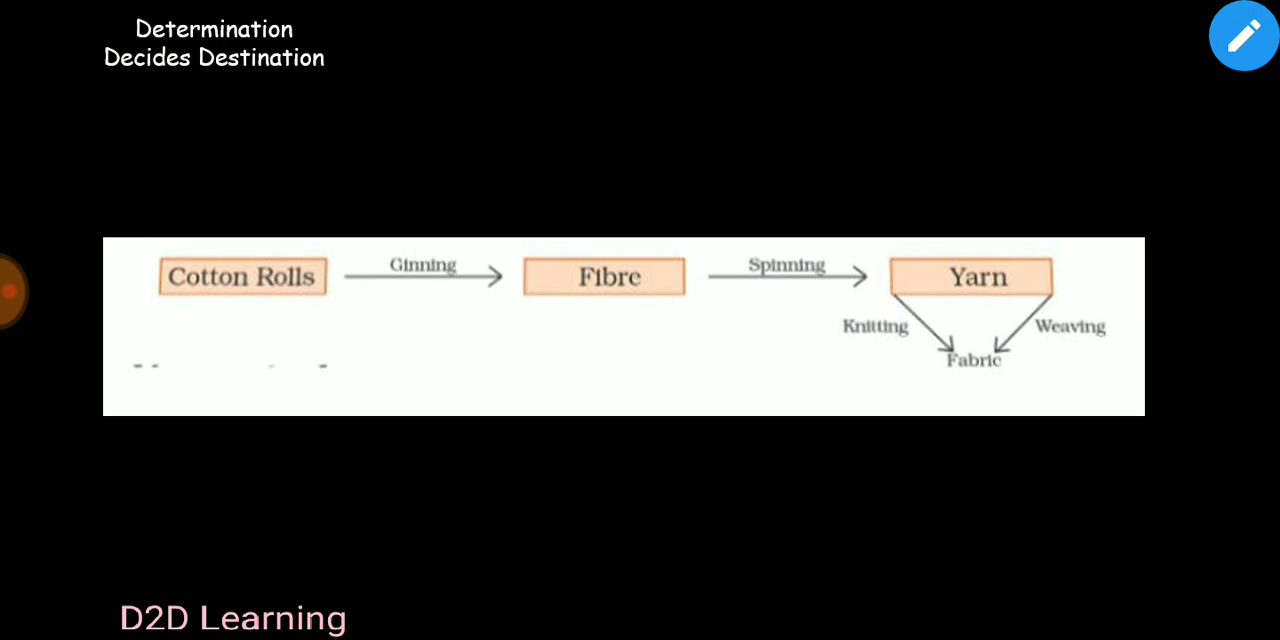 Determination
Decides Destination
Cotton Rolls
Ginning
Fibre
Spinning
Yarn
Knitting
Weaving
Fabric
D2D Learning